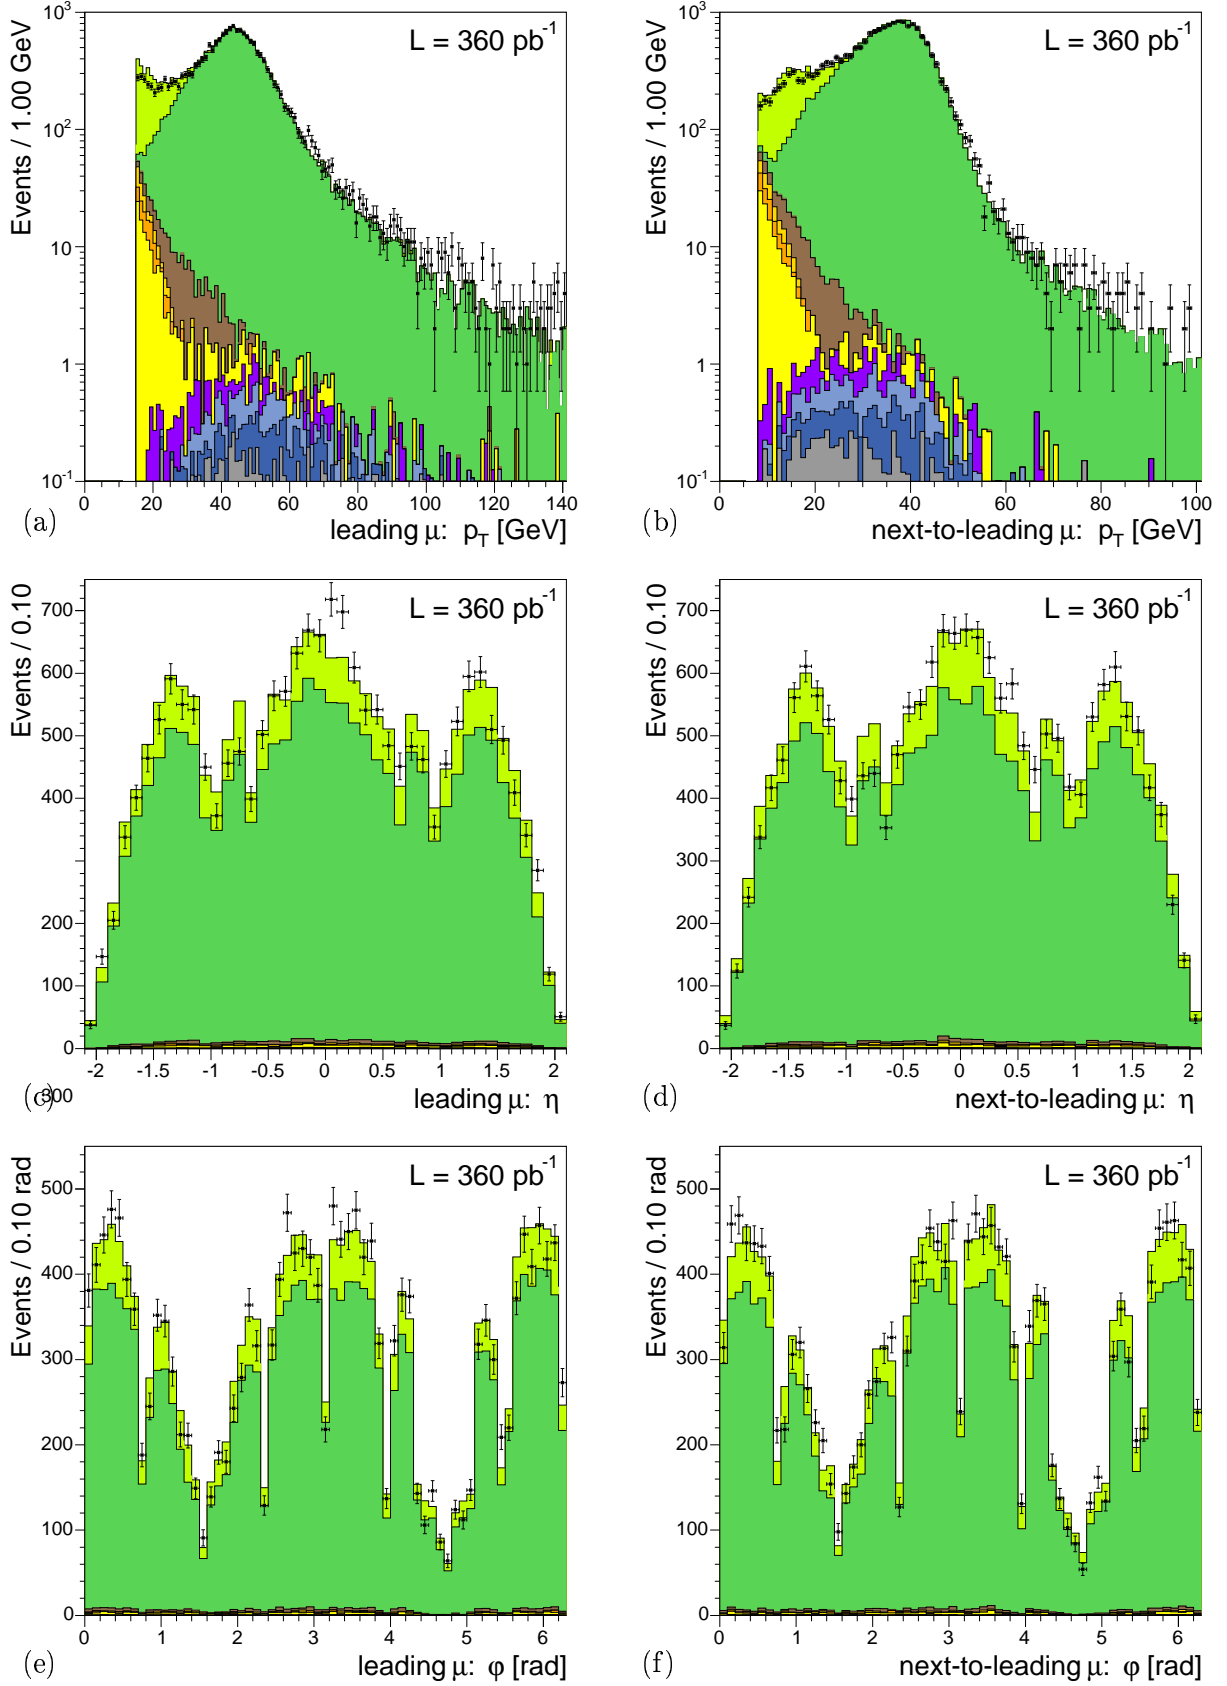 10³ 10³
L = 360 pb⁻¹ L = 360 pb⁻¹
Events / 1.00 GeV Events / 1.00 GeV
10² 10²
10 10
1 1
10⁻¹ 10⁻¹
0 20 40 60 80 100 120 140 0 20 40 60 80 100
(a) leading μ: p_T [GeV] (b) next-to-leading μ: p_T [GeV]
L = 360 pb⁻¹ L = 360 pb⁻¹
Events / 0.10 Events / 0.10
700 700
600 600
500 500
400 400
300 300
200 200
100 100
0 0
-2 -1.5 -1 -0.5 0 0.5 1 1.5 2 -2 -1.5 -1 -0.5 0 0.5 1 1.5 2
(c) 300 leading μ: η (d) next-to-leading μ: η
L = 360 pb⁻¹ L = 360 pb⁻¹
Events / 0.10 rad Events / 0.10 rad
500 500
400 400
300 300
200 200
100 100
0 0
0 1 2 3 4 5 6 0 1 2 3 4 5 6
(e) leading μ: φ [rad] (f) next-to-leading μ: φ [rad]